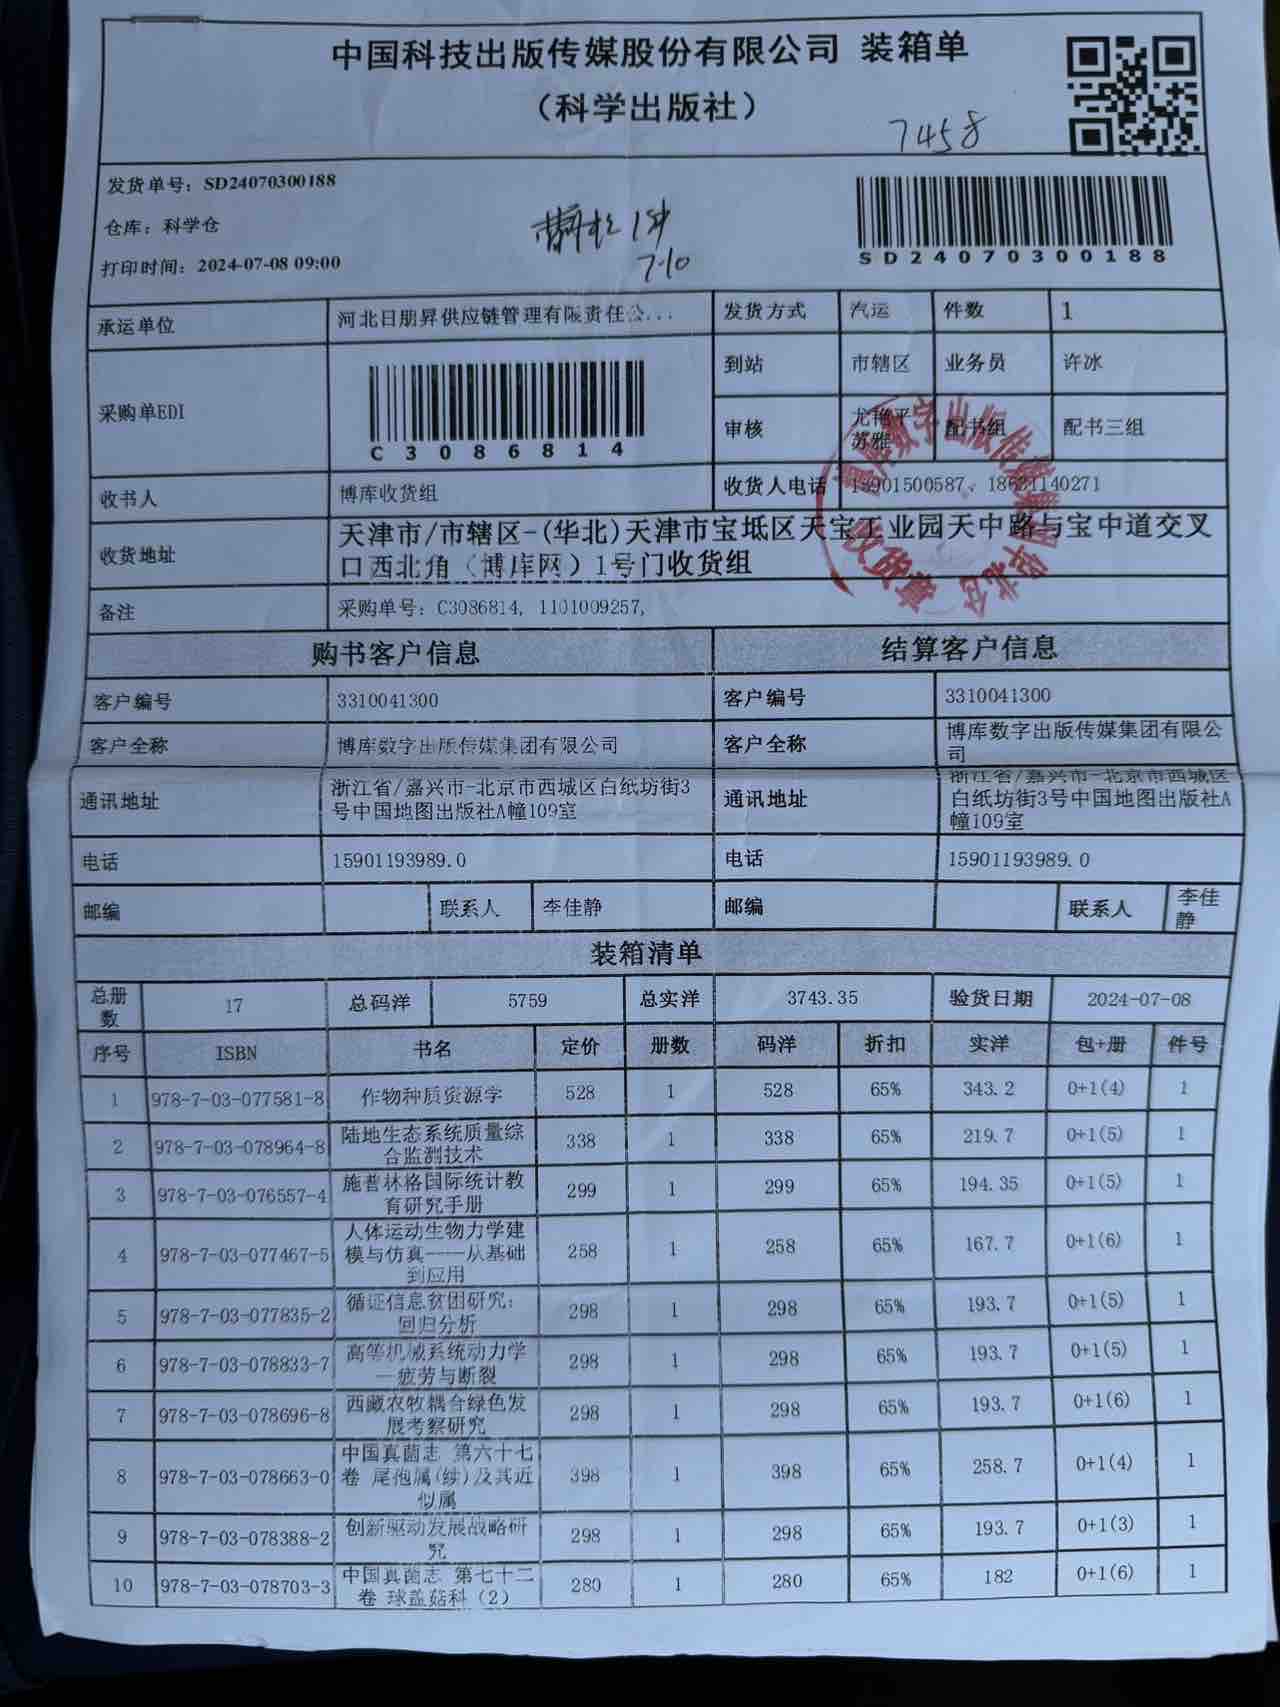 中国科技出版传媒股份有限公司 装箱单
（科学出版社）
7458
发货单号：SD24070300188
仓库：科学仓
打印时间：2024-07-08 09:00
7.10
SD24070300188
承运单位 河北日朋昇供应链管理有限责任公... 发货方式 汽运 件数 1
采购单EDI C3086814 到站 市辖区 业务员 许冰
审核 尤艳平 苏雅 配书组 配书三组
收书人 博库收货组 收货人电话 18631140271
收货地址 天津市/市辖区-(华北)天津市宝坻区天宝工业园天中路与宝中道交叉
口西北角（博库网）1号门收货组
备注 采购单号：C3086814, 1101009257,
收货章
购书客户信息 结算客户信息
客户编号 3310041300 客户编号 3310041300
客户全称 博库数字出版传媒集团有限公司 客户全称 博库数字出版传媒集团有限公
司
通讯地址 浙江省/嘉兴市-北京市西城区白纸坊街3
号中国地图出版社A幢109室
通讯地址 浙江省/嘉兴市-北京市西城区
白纸坊街3号中国地图出版社A
幢109室
电话 15901193989.0 电话 15901193989.0
邮编 联系人 李佳静 邮编 联系人 李佳
静
装箱清单
总册数 17 总码洋 5759 总实洋 3743.35 验货日期 2024-07-08
序号 ISBN 书名 定价 册数 码洋 折扣 实洋 包+册 件号
1 978-7-03-077581-8 作物种质资源学 528 1 528 65% 343.2 0+1(4) 1
2 978-7-03-078964-8 陆地生态系统质量综合监测技术 338 1 338 65% 219.7 0+1(5) 1
3 978-7-03-076557-4 施普林格国际统计教育研究手册 299 1 299 65% 194.35 0+1(5) 1
4 978-7-03-077467-5 人体运动生物力学建模与仿真----从基础到应用 258 1 258 65% 167.7 0+1(6) 1
5 978-7-03-077835-2 循证信息贫困研究：回归分析 298 1 298 65% 193.7 0+1(5) 1
6 978-7-03-078833-7 高等机械系统动力学—疲劳与断裂 298 1 298 65% 193.7 0+1(5) 1
7 978-7-03-078696-8 西藏农牧耦合绿色发展考察研究 298 1 298 65% 193.7 0+1(6) 1
8 978-7-03-078663-0 中国真菌志 第六十七卷 尾孢属(续)及其近似属 398 1 398 65% 258.7 0+1(4) 1
9 978-7-03-078388-2 创新驱动发展战略研究 298 1 298 65% 193.7 0+1(3) 1
10 978-7-03-078703-3 中国真菌志 第七十二卷 球盖菇科（2） 280 1 280 65% 182 0+1(6) 1